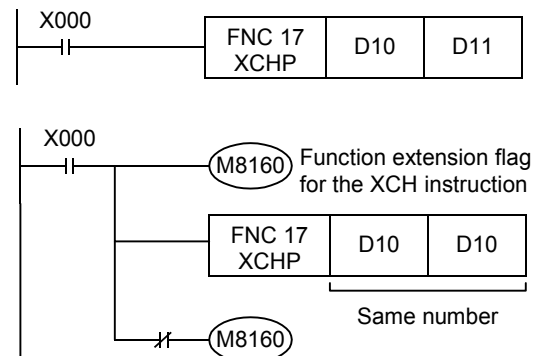 X000
FNC 17
XCHP
D10
D11
X000
M8160
Function extension flag
for the XCH instruction
FNC 17
XCHP
D10
D10
Same number
M8160